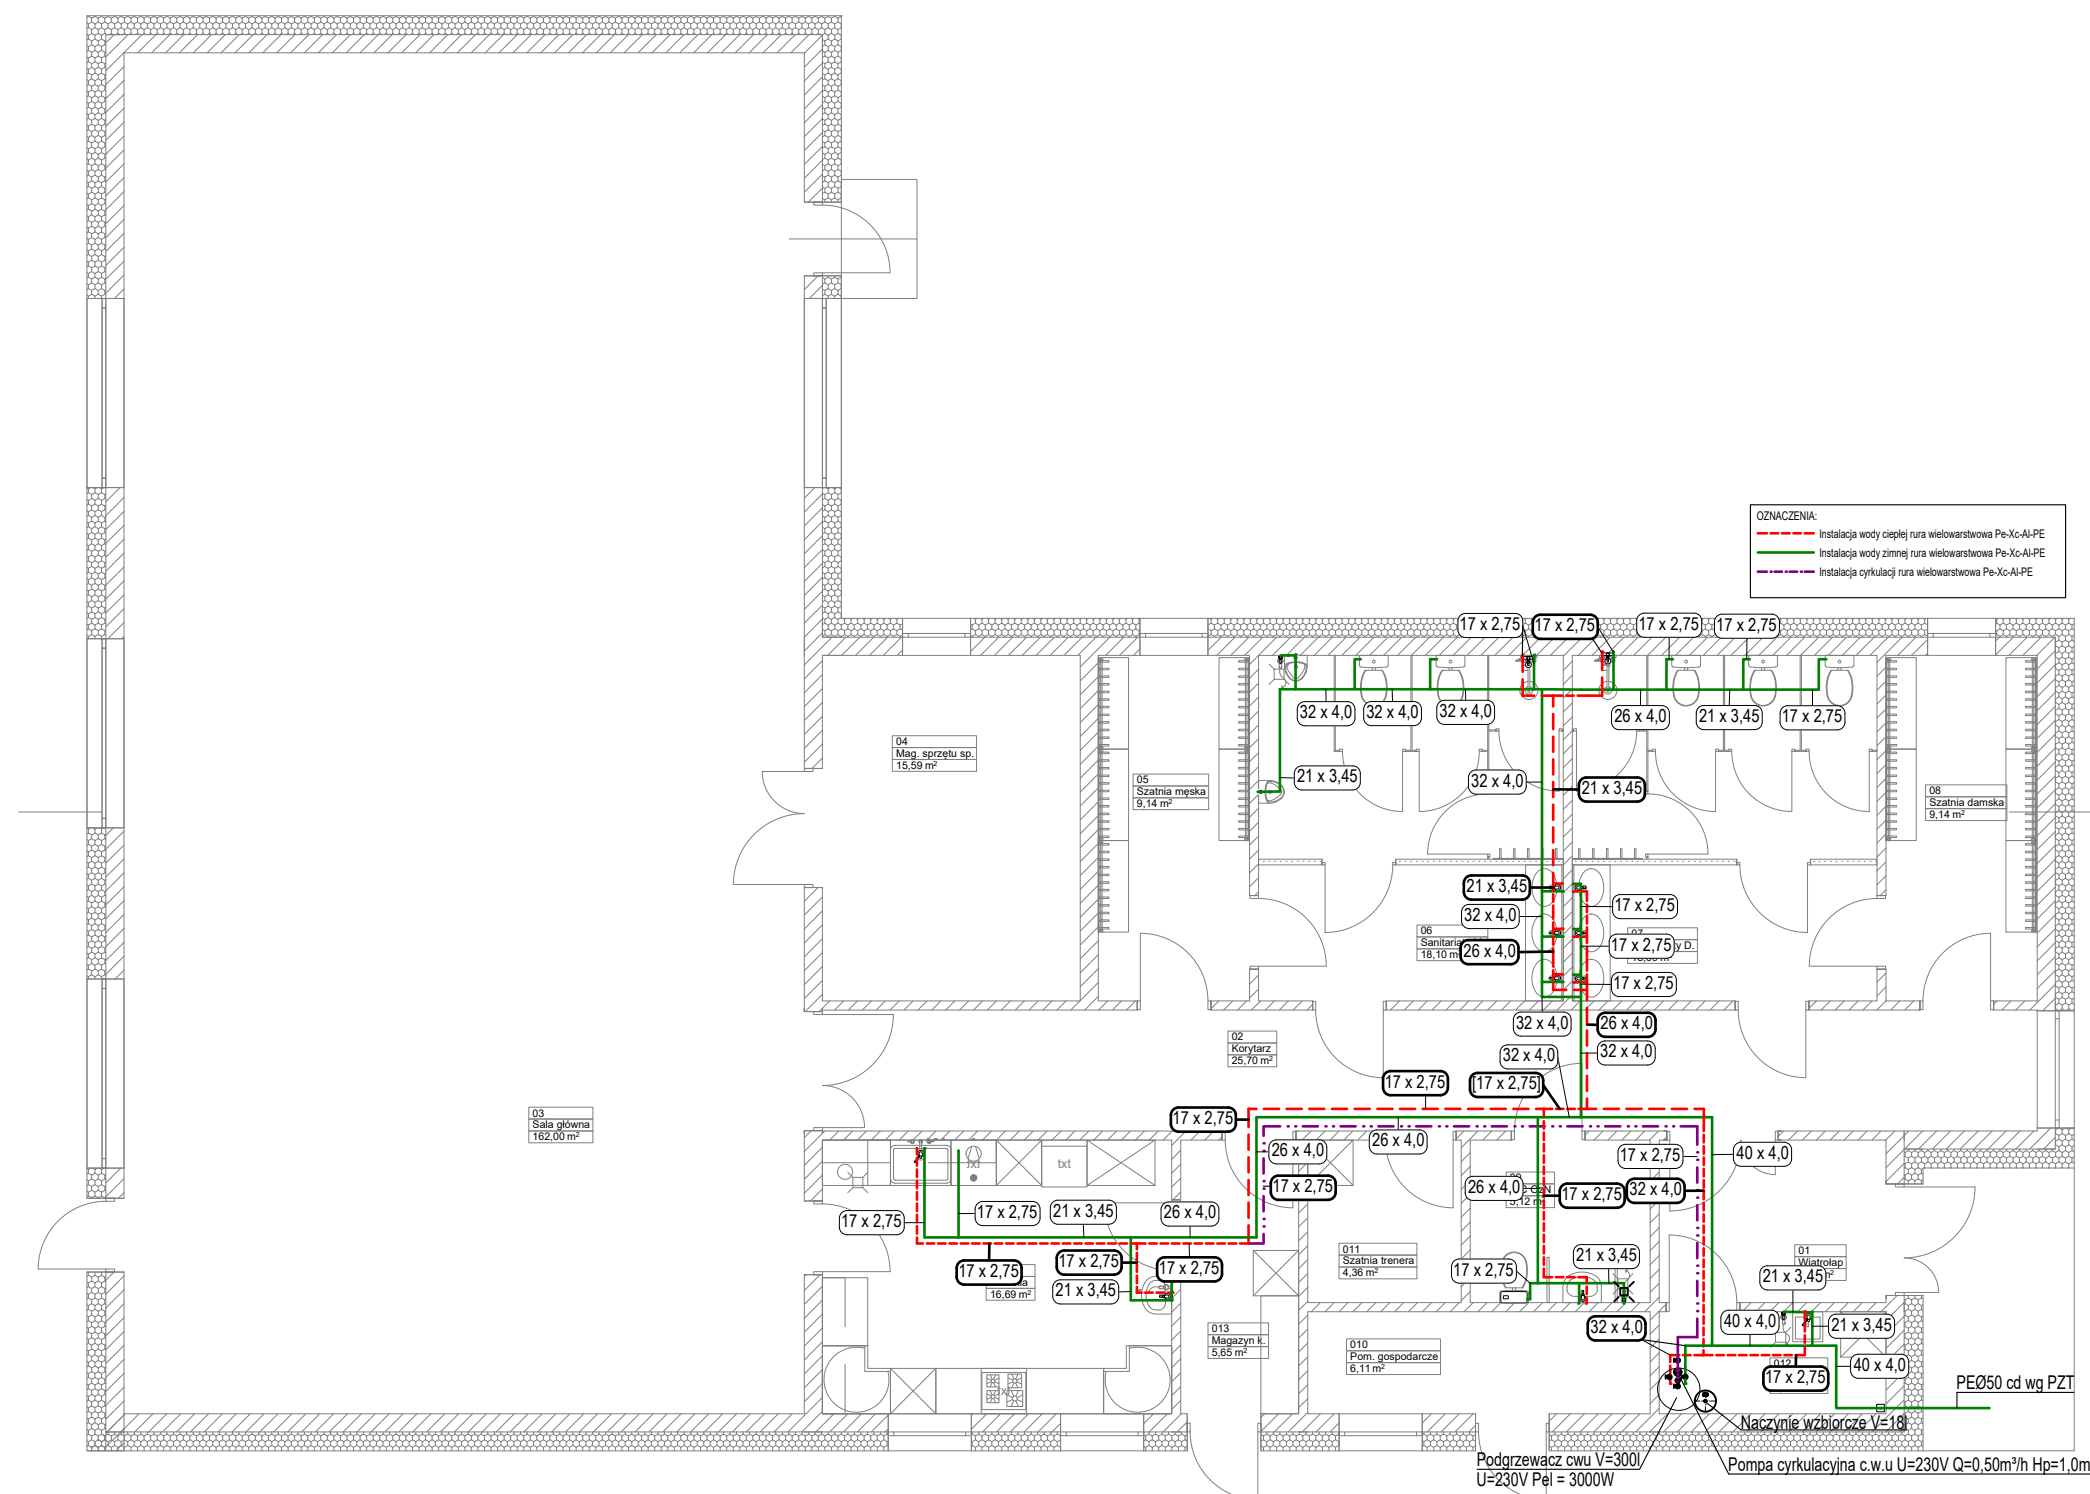 OZNACZENIA:
Instalacja wody ciepłej rura wielowarstwowa Pe-Xc-Al-PE
Instalacja wody zimnej rura wielowarstwowa Pe-Xc-Al-PE
Instalacja cyrkulacji rura wielowarstwowa Pe-Xc-Al-PE
17 x 2,75
17 x 2,75
17 x 2,75
17 x 2,75
32 x 4,0
32 x 4,0
32 x 4,0
26 x 4,0
21 x 3,45
17 x 2,75
04
Mag. sprzętu sp.
15,59 m²
05
Szatnia męska
9,14 m²
21 x 3,45
32 x 4,0
21 x 3,45
08
Szatnia damska
9,14 m²
21 x 3,45
32 x 4,0
17 x 2,75
06
Sanitaria
18,10 m
26 x 4,0
17 x 2,75
y D.
17 x 2,75
32 x 4,0
26 x 4,0
02
Korytarz
25,70 m²
32 x 4,0
32 x 4,0
17 x 2,75
[17 x 2,75]
03
Sala główna
162,00 m²
17 x 2,75
26 x 4,0
26 x 4,0
17 x 2,75
40 x 4,0
txt
17 x 2,75
26 x 4,0
17 x 2,75
32 x 4,0
17 x 2,75
17 x 2,75
21 x 3,45
26 x 4,0
011
Szatnia trenera
4,36 m²
21 x 3,45
01
Wiatrołap
17 x 2,75
17 x 2,75
17 x 2,75
17 x 2,75
21 x 3,45
16,69 m²
21 x 3,45
013
Magazyn k.
5,65 m²
010
Pom. gospodarcze
6,11 m²
32 x 4,0
40 x 4,0
21 x 3,45
012
17 x 2,75
40 x 4,0
PEØ50 cd wg PZT
Naczynie wzbiorcze V=18l
Podgrzewacz cwu V=300l
U=230V Pel = 3000W
Pompa cyrkulacyjna c.w.u U=230V Q=0,50m³/h Hp=1,0m